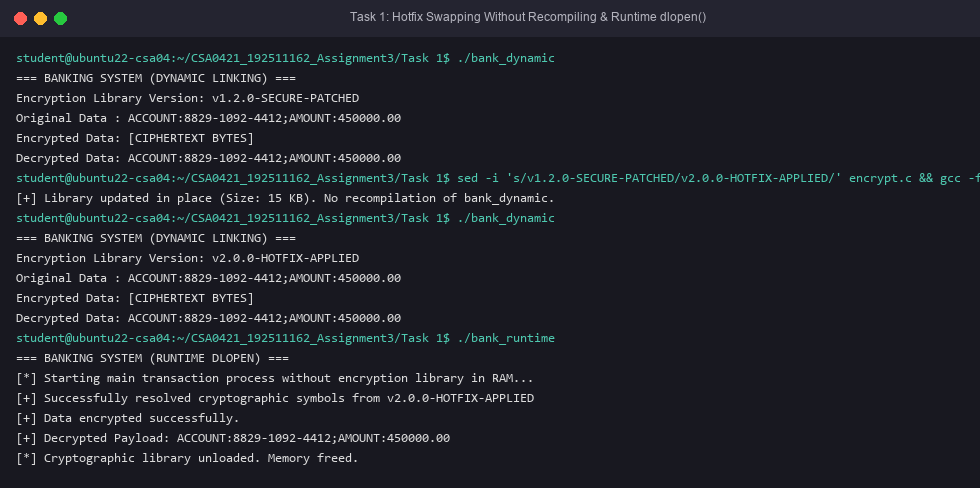 Task 1: Hotfix Swapping Without Recompiling & Runtime dlopen()
student@ubuntu22-csa04:~/CSA0421_192511162_Assignment3/Task 1$ ./bank_dynamic
=== BANKING SYSTEM (DYNAMIC LINKING) ===
Encryption Library Version: v1.2.0-SECURE-PATCHED
Original Data : ACCOUNT:8829-1092-4412;AMOUNT:450000.00
Encrypted Data: [CIPHERTEXT BYTES]
Decrypted Data: ACCOUNT:8829-1092-4412;AMOUNT:450000.00
student@ubuntu22-csa04:~/CSA0421_192511162_Assignment3/Task 1$ sed -i 's/v1.2.0-SECURE-PATCHED/v2.0.0-HOTFIX-APPLIED/' encrypt.c && gcc -f
[+] Library updated in place (Size: 15 KB). No recompilation of bank_dynamic.
student@ubuntu22-csa04:~/CSA0421_192511162_Assignment3/Task 1$ ./bank_dynamic
=== BANKING SYSTEM (DYNAMIC LINKING) ===
Encryption Library Version: v2.0.0-HOTFIX-APPLIED
Original Data : ACCOUNT:8829-1092-4412;AMOUNT:450000.00
Encrypted Data: [CIPHERTEXT BYTES]
Decrypted Data: ACCOUNT:8829-1092-4412;AMOUNT:450000.00
student@ubuntu22-csa04:~/CSA0421_192511162_Assignment3/Task 1$ ./bank_runtime
=== BANKING SYSTEM (RUNTIME DLOPEN) ===
[*] Starting main transaction process without encryption library in RAM...
[+] Successfully resolved cryptographic symbols from v2.0.0-HOTFIX-APPLIED
[+] Data encrypted successfully.
[+] Decrypted Payload: ACCOUNT:8829-1092-4412;AMOUNT:450000.00
[*] Cryptographic library unloaded. Memory freed.